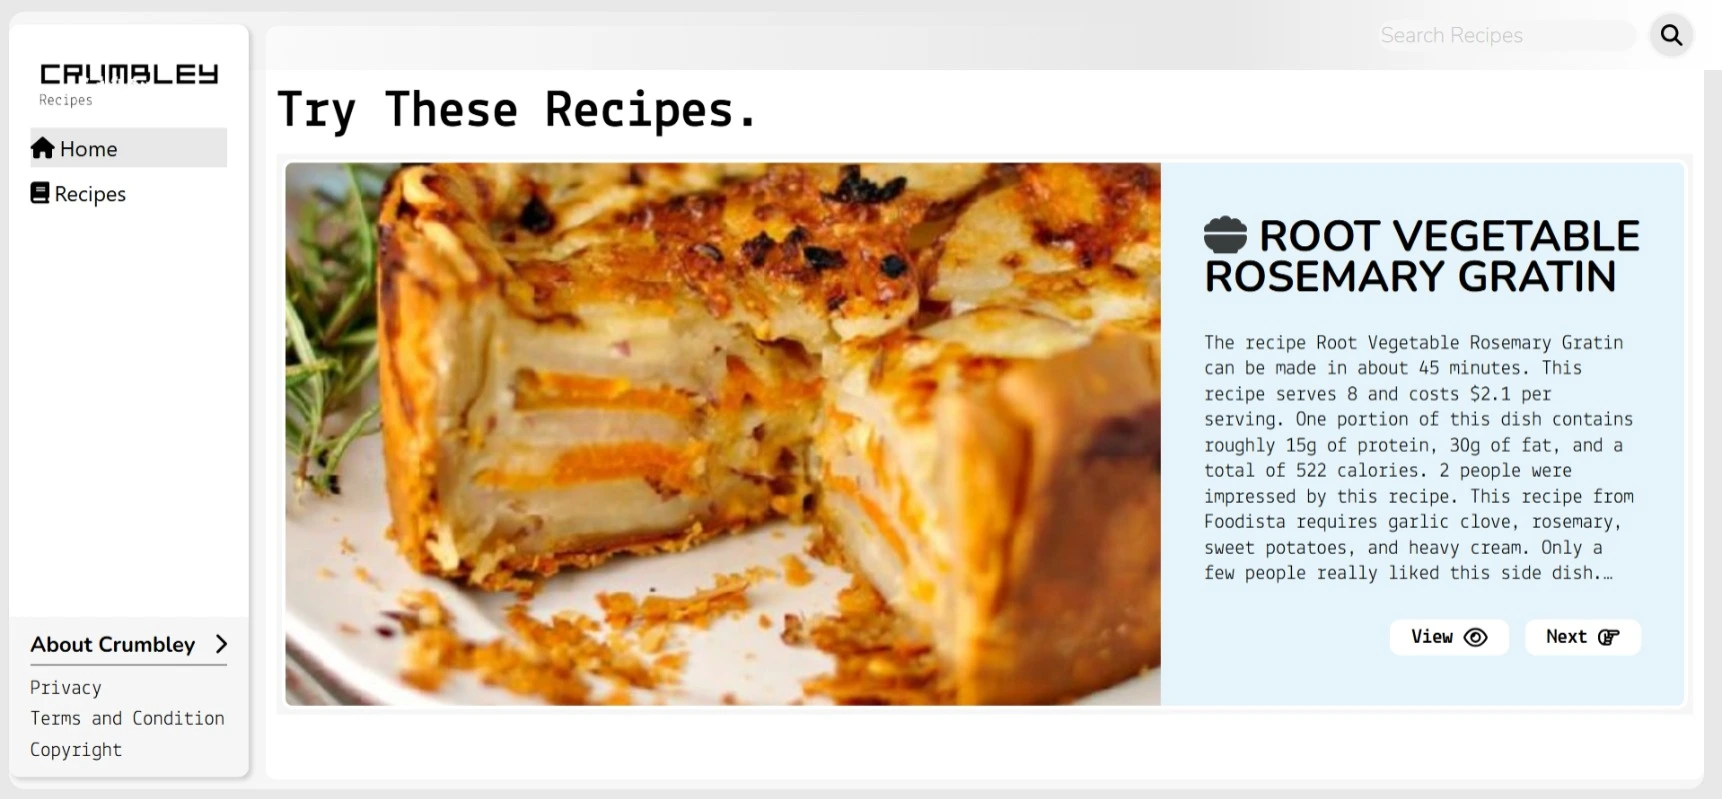 Search Recipes
CRUMBLEY
Recipes
Home
Recipes
About Crumbley
Privacy
Terms and Condition
Copyright
Try These Recipes.
ROOT VEGETABLE
ROSEMARY GRATIN
The recipe Root Vegetable Rosemary Gratin
can be made in about 45 minutes. This
recipe serves 8 and costs $2.1 per
serving. One portion of this dish contains
roughly 15g of protein, 30g of fat, and a
total of 522 calories. 2 people were
impressed by this recipe. This recipe from
Foodista requires garlic clove, rosemary,
sweet potatoes, and heavy cream. Only a
few people really liked this side dish.…
View
Next